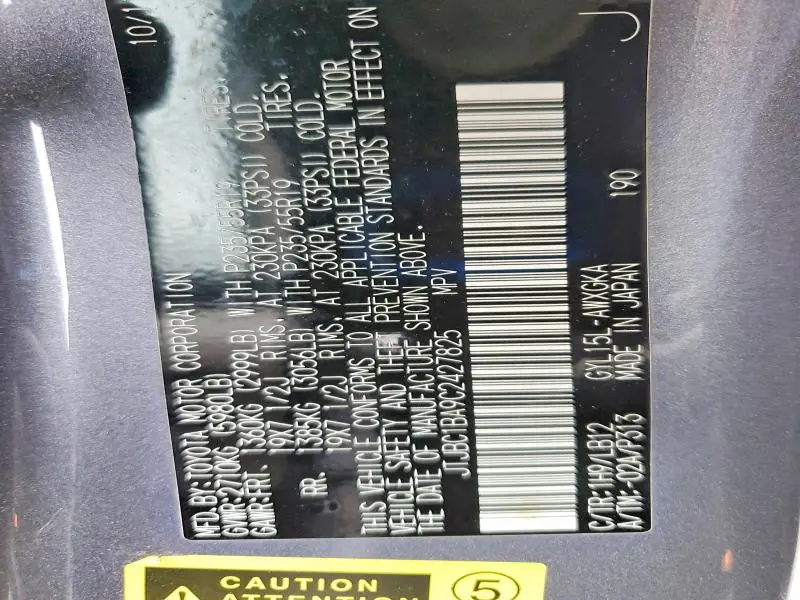 MFD.BY:TOYOTA MOTOR CORPORATION 10/1
GVWR:2710KG (5980LB)
GAWR:FRT. 1360KG (2999LB) WITH P235/55R19 TIRES,
19X7 1/2J RIMS, AT 230KPA (33PSI) COLD.
RR. 1385KG (3056LB) WITH P235/55R19 TIRES,
19X7 1/2J RIMS, AT 230KPA (33PSI) COLD.
THIS VEHICLE CONFORMS TO ALL APPLICABLE FEDERAL MOTOR
VEHICLE SAFETY AND THEFT PREVENTION STANDARDS IN EFFECT ON
THE DATE OF MANUFACTURE SHOWN ABOVE.
JTJBC1BA9C2427825 MPV
C/TR:1H9/LB12 GYL15L-AWXGKA
A/TM:-02A/P313 MADE IN JAPAN 190 J
CAUTION 5
ATTENTION